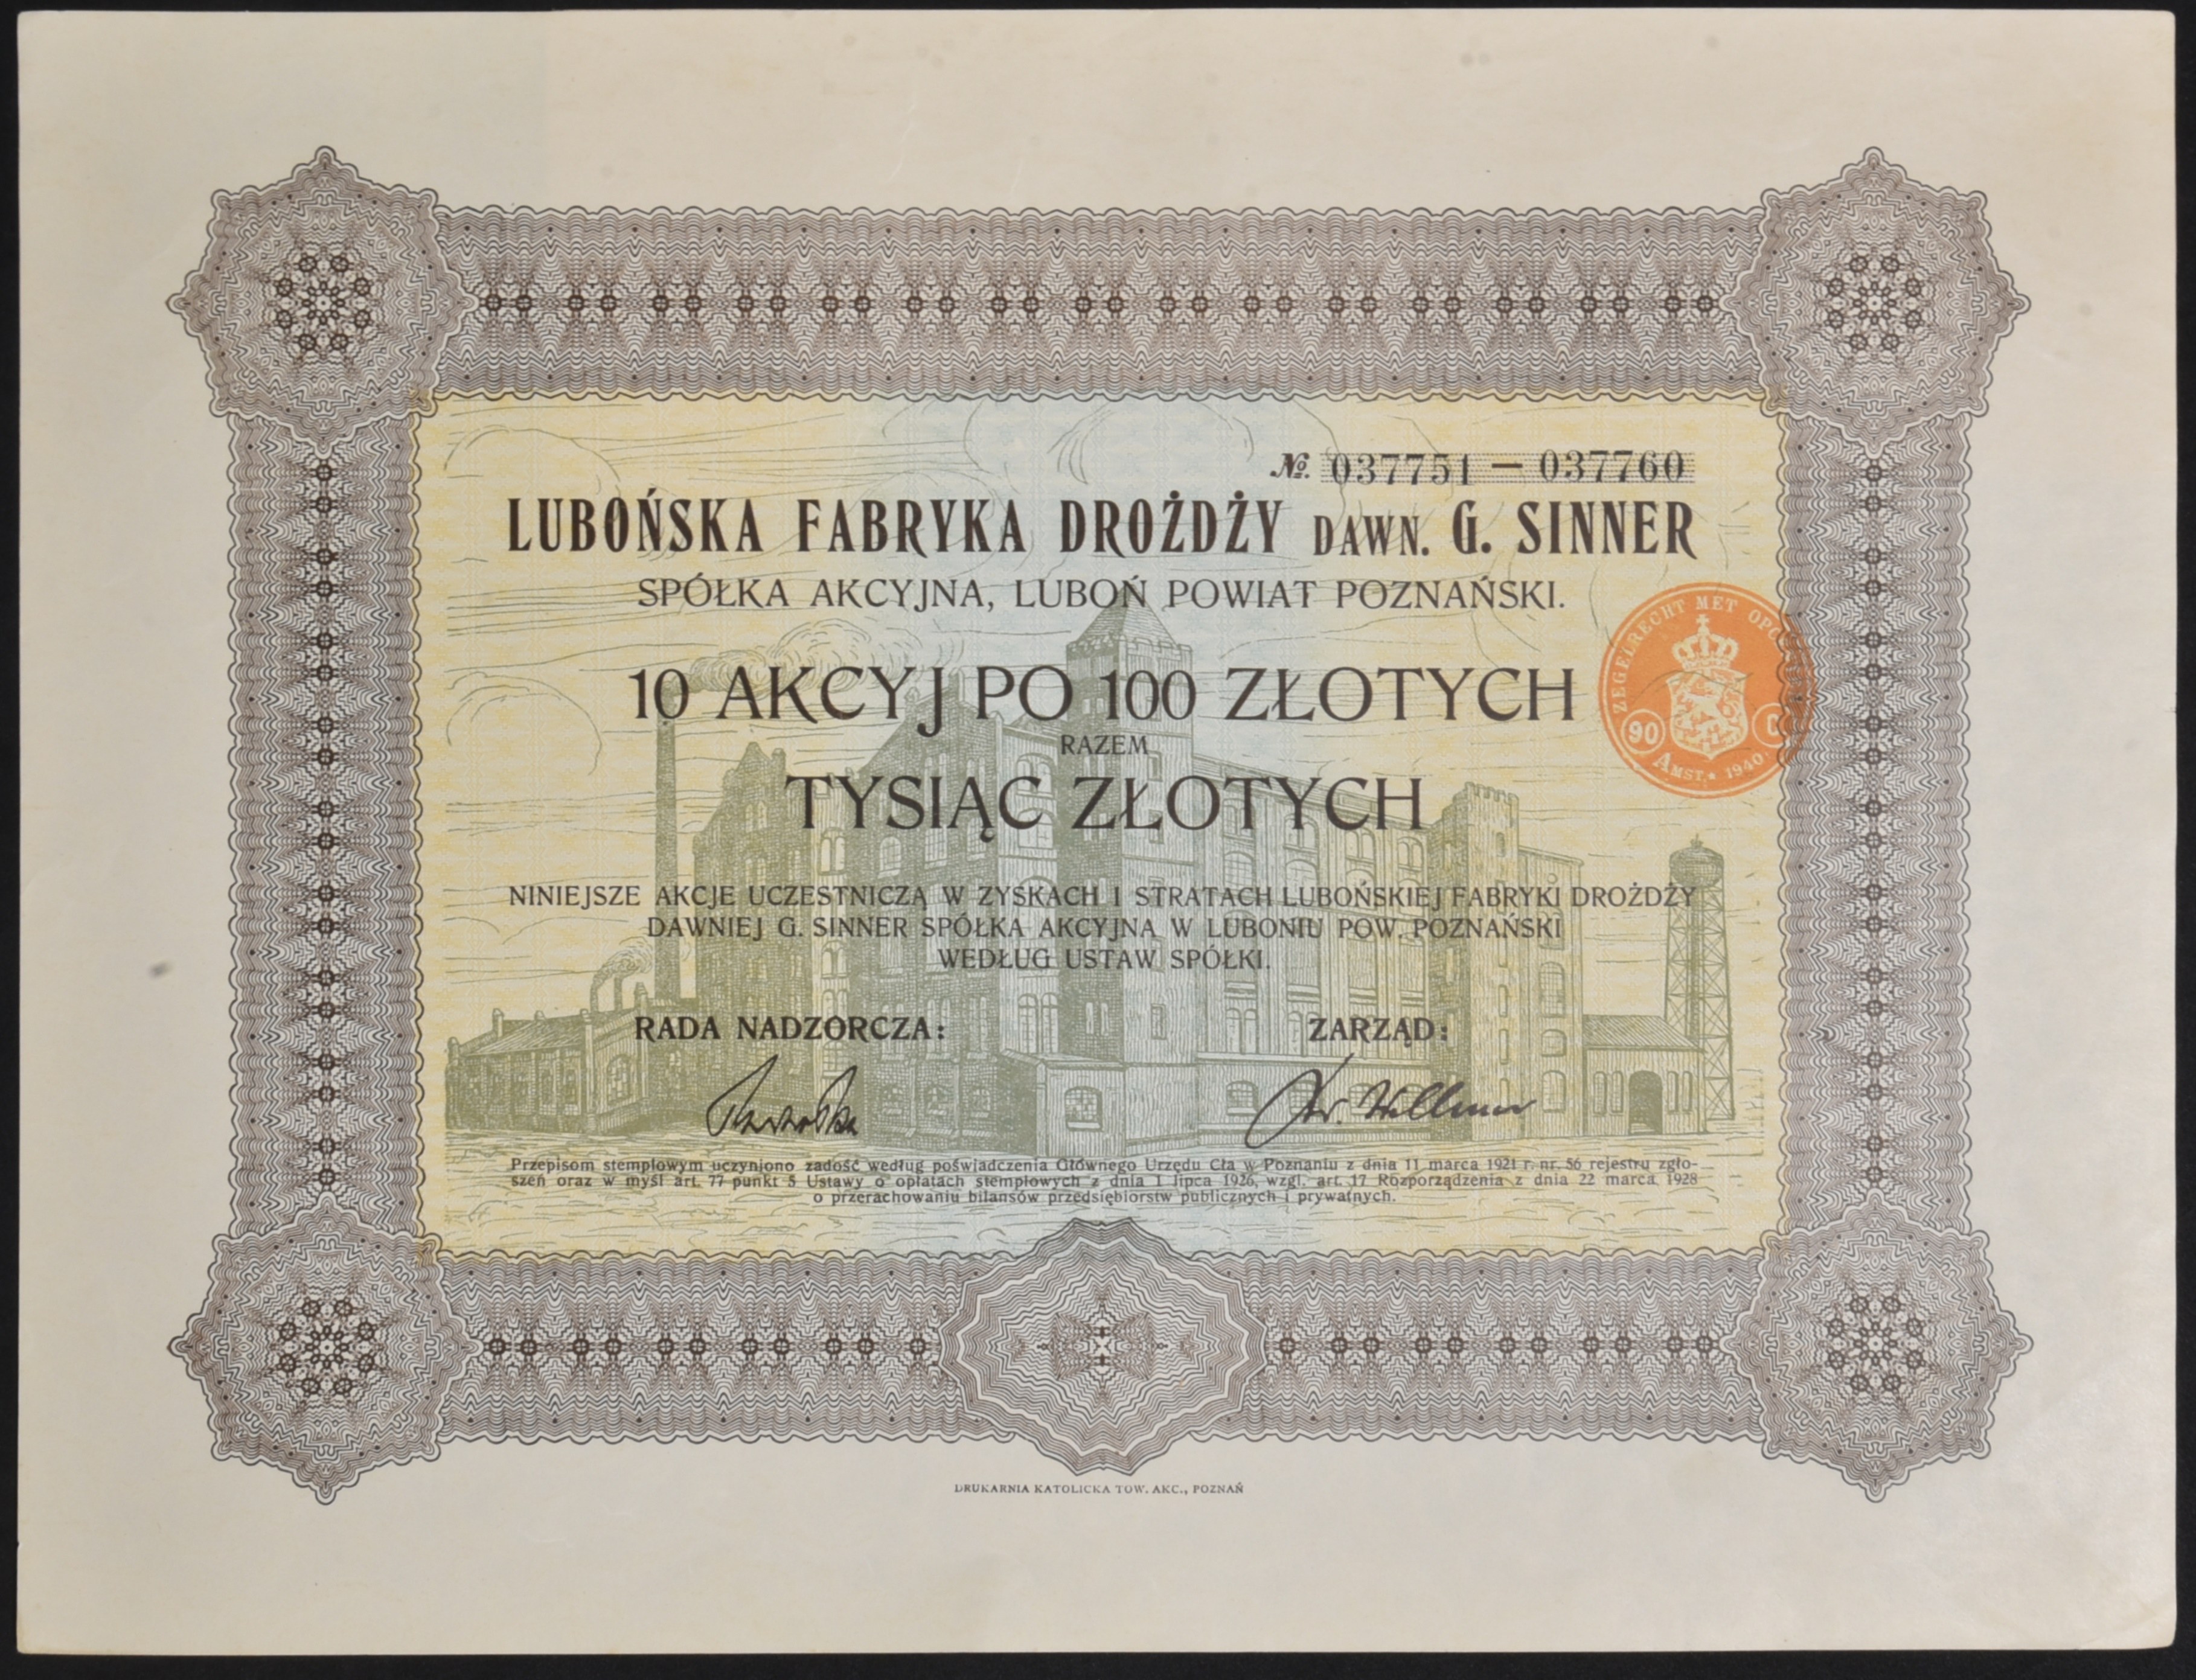 №. 037751 — 037760
LUBOŃSKA FABRYKA DROŻDŻY DAWN. G. SINNER
SPÓŁKA AKCYJNA, LUBOŃ POWIAT POZNAŃSKI.
10 AKCYJ PO 100 ZŁOTYCH
RAZEM
TYSIĄC ZŁOTYCH
ZEGELRECHT MET OPC
90 C
AMST. * 1940
NINIEJSZE AKCJE UCZESTNICZĄ W ZYSKACH I STRATACH LUBOŃSKIEJ FABRYKI DROŻDŻY
DAWNIEJ G. SINNER SPÓŁKA AKCYJNA W LUBONIU POW. POZNAŃSKI
WEDŁUG USTAW SPÓŁKI.
RADA NADZORCZA: ZARZĄD:
Przepisom stemplowym uczyniono zadość według poświadczenia Głównego Urzędu Cła w Poznaniu z dnia 11 marca 1921 r. nr. 56 rejestru zgło-
szeń oraz w myśl art. 77 punkt 5 Ustawy o opłatach stemplowych z dnia 1 lipca 1926, wzgl. art. 17 Rozporządzenia z dnia 22 marca 1928
o przerachowaniu bilansów przedsiębiorstw publicznych i prywatnych.
DRUKARNIA KATOLICKA TOW. AKC., POZNAŃ